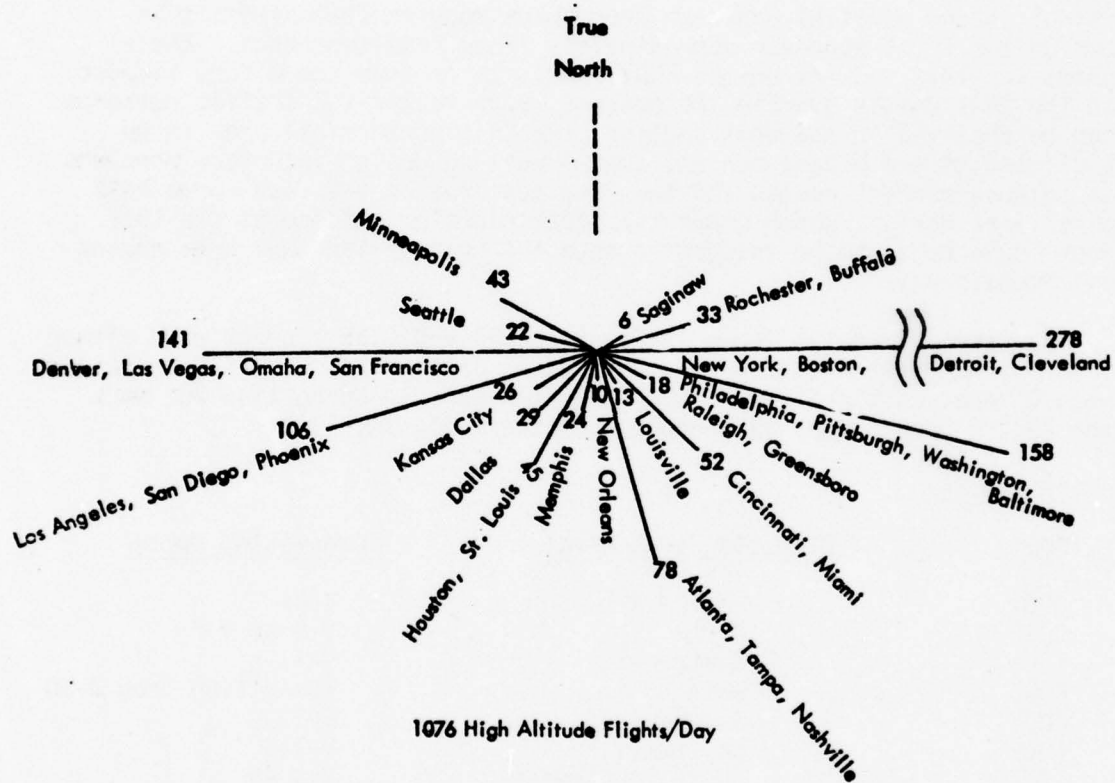 True
North
Minneapolis
43
Saginaw
6
Rochester, Buffald
33
Seattle
22
141
278
Denver, Las Vegas, Omaha, San Francisco
New York, Boston,
Detroit, Cleveland
26
Kansas City
29
Dallas
24
Memphis
10
New Orleans
13
Louisville
18
Raleigh, Greensboro
Philadelphia, Pittsburgh, Washington,
Baltimore
158
106
Los Angeles, San Diego, Phoenix
45
Houston, St. Louis
52
Cincinnati, Miami
78
Atlanta, Tampa, Nashville
1076 High Altitude Flights/Day